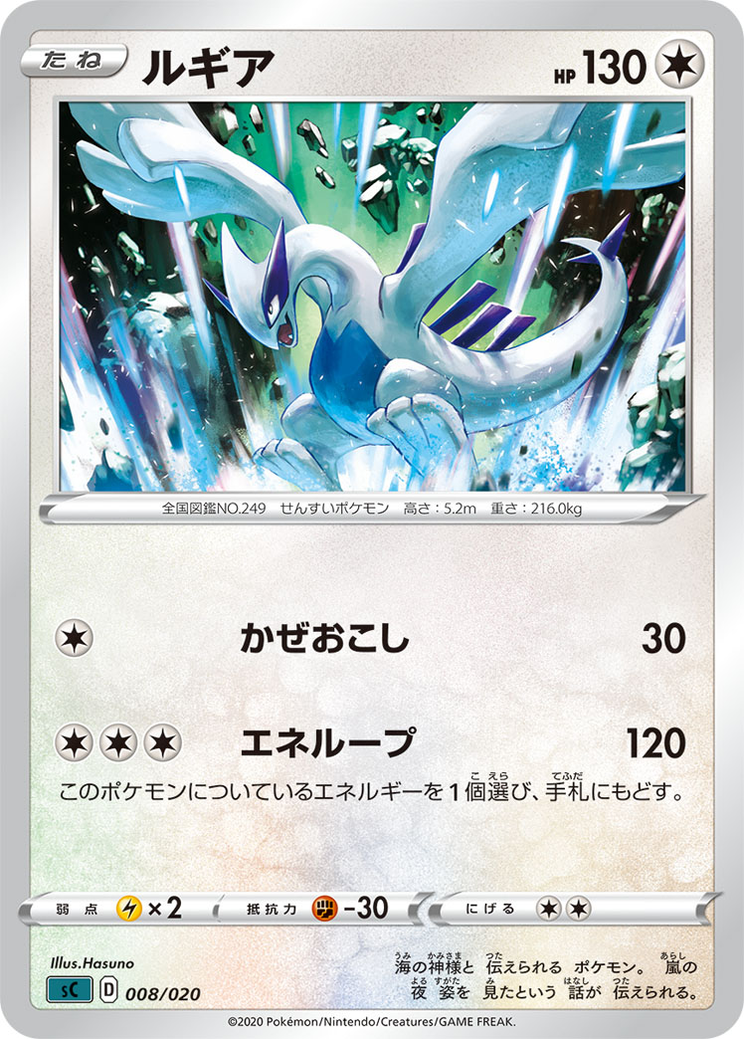 たね ルギア HP 130
全国図鑑NO.249 せんすいポケモン 高さ：5.2m 重さ：216.0kg
かぜおこし 30
エネループ 120
このポケモンについているエネルギーを1個選び、手札にもどす。
弱点 ×2 抵抗力 -30 にげる
Illus.Hasuno
海の神様と 伝えられる ポケモン。 嵐の
夜 姿を 見たという 話が 伝えられる。
sC D 008/020
©2020 Pokémon/Nintendo/Creatures/GAME FREAK.